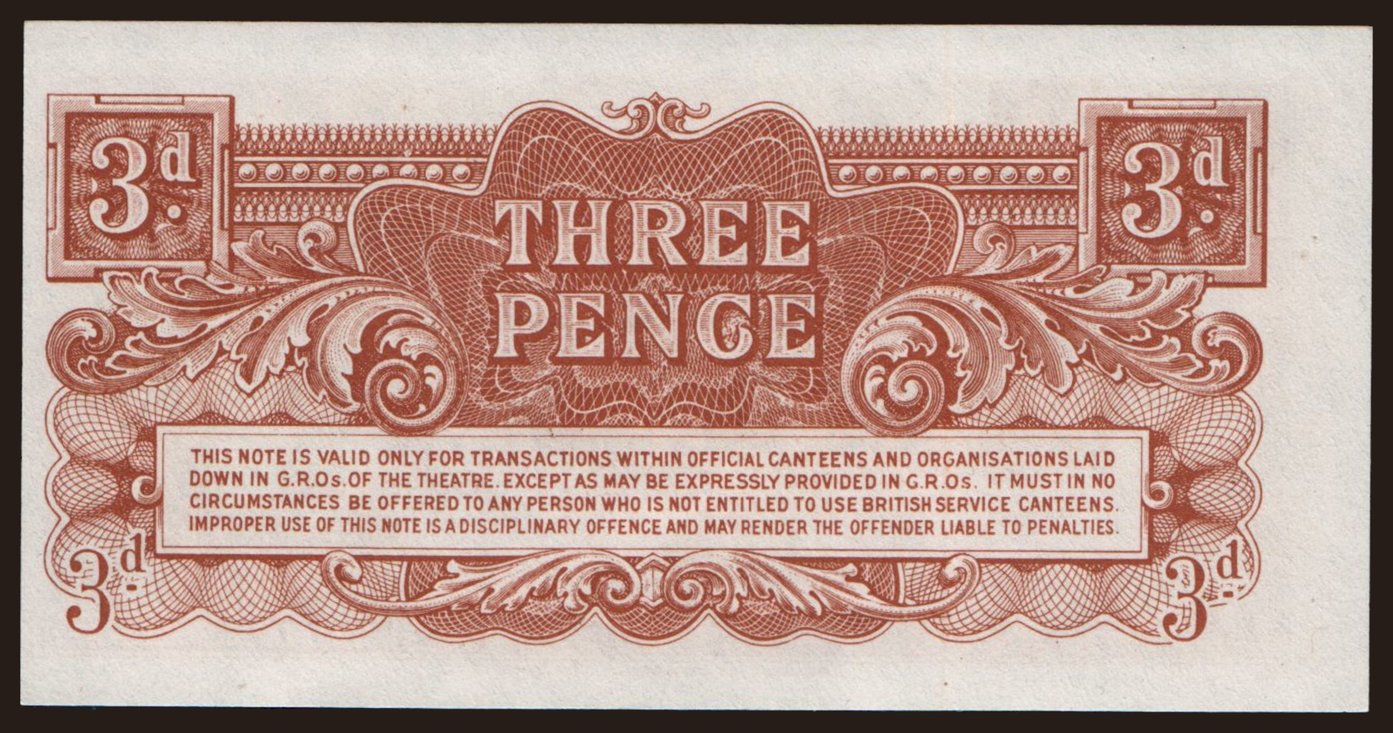 3d.
3d.
THREE
PENCE
THIS NOTE IS VALID ONLY FOR TRANSACTIONS WITHIN OFFICIAL CANTEENS AND ORGANISATIONS LAID
DOWN IN G.R.Os. OF THE THEATRE. EXCEPT AS MAY BE EXPRESSLY PROVIDED IN G.R.Os. IT MUST IN NO
CIRCUMSTANCES BE OFFERED TO ANY PERSON WHO IS NOT ENTITLED TO USE BRITISH SERVICE CANTEENS.
IMPROPER USE OF THIS NOTE IS A DISCIPLINARY OFFENCE AND MAY RENDER THE OFFENDER LIABLE TO PENALTIES.
3d.
3d.